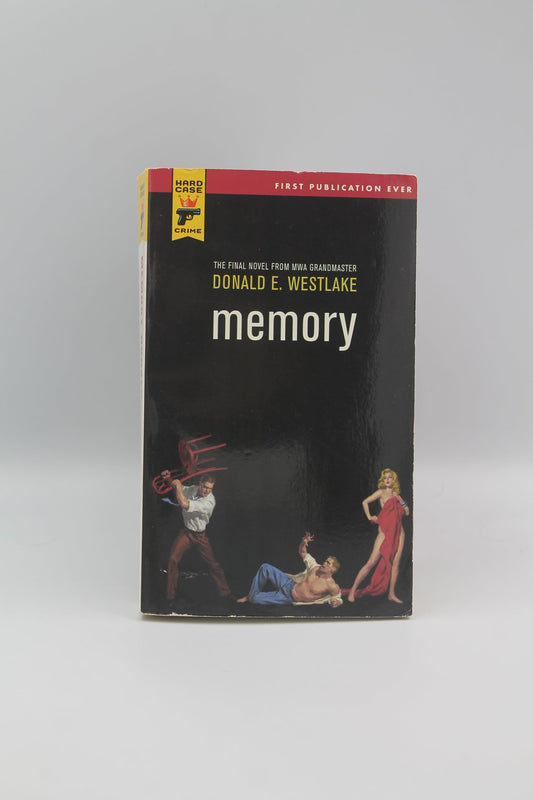 HARD
CASE
CRIME
FIRST PUBLICATION EVER
THE FINAL NOVEL FROM MWA GRANDMASTER
DONALD E. WESTLAKE
memory